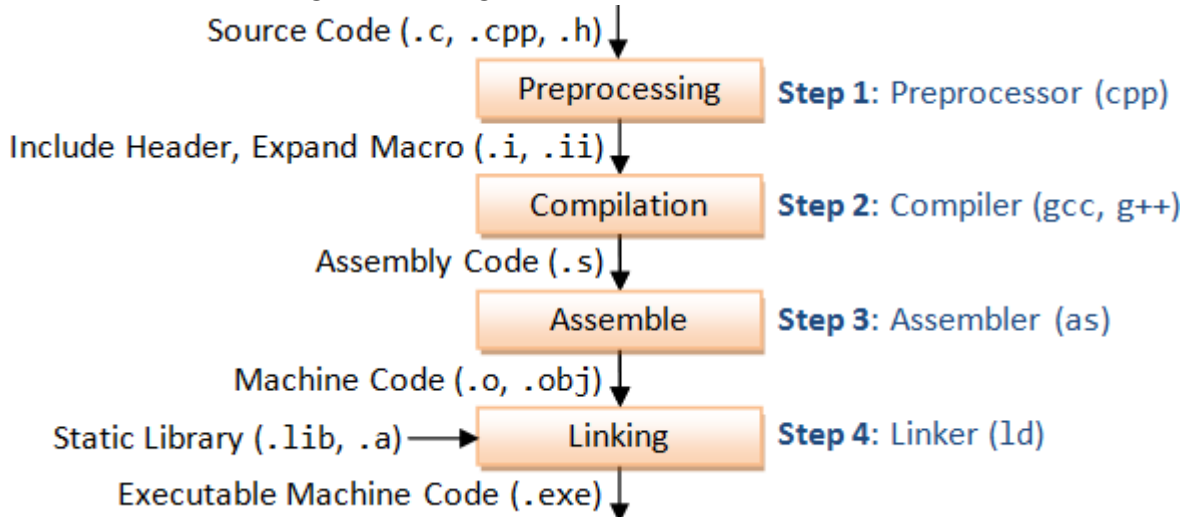 Source Code (.c, .cpp, .h)
Preprocessing
Step 1: Preprocessor (cpp)
Include Header, Expand Macro (.i, .ii)
Compilation
Step 2: Compiler (gcc, g++)
Assembly Code (.s)
Assemble
Step 3: Assembler (as)
Machine Code (.o, .obj)
Static Library (.lib, .a)
Linking
Step 4: Linker (ld)
Executable Machine Code (.exe)